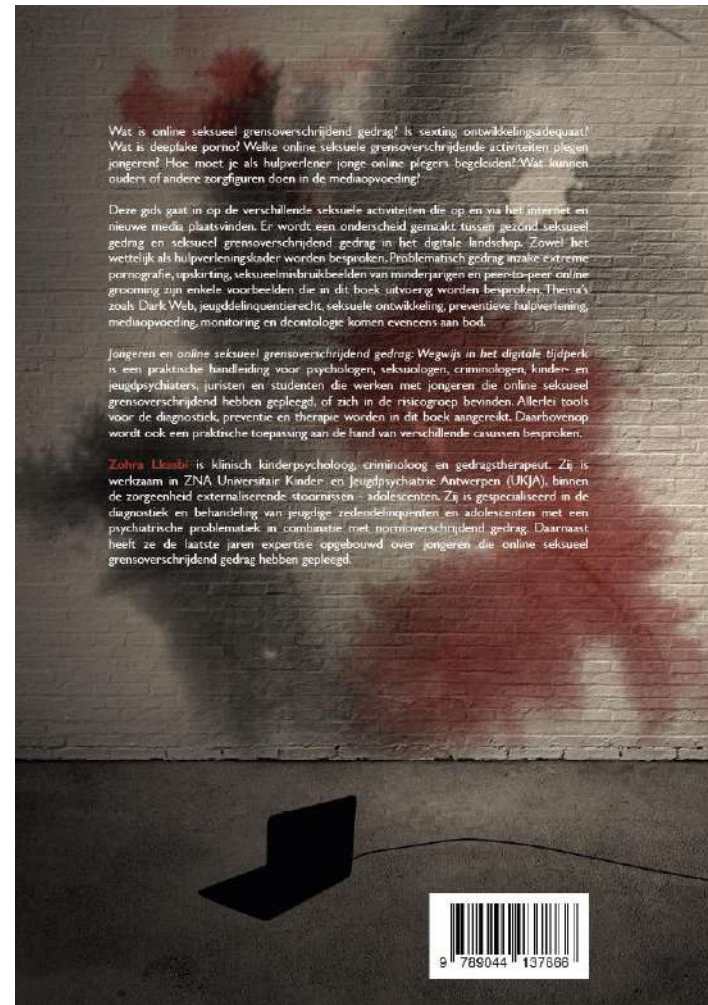 Wat is online seksueel grensoverschrijdend gedrag? Is sexting ontwikkelingsadequaat?
Wat is deepfake porno? Welke online seksuele grensoverschrijdende activiteiten plegen
jongeren? Hoe moet je als hulpverlener jonge online plegers begeleiden? Wat kunnen
ouders of andere zorgfiguren doen in de mediaopvoeding?
Deze gids gaat in op de verschillende seksuele activiteiten die op en via het internet en
nieuwe media plaatsvinden. Er wordt een onderscheid gemaakt tussen gezond seksueel
gedrag en seksueel grensoverschrijdend gedrag in het digitale landschap. Zowel het
wettelijk als hulpverleningskader worden besproken. Problematisch gedrag inzake extreme
pornografie, upskirting, seksueelmisbruikbeelden van minderjarigen en peer-to-peer online
grooming zijn enkele voorbeelden die in dit boek uitvoerig worden besproken. Thema's
zoals Dark Web, jeugddelinquentierecht, seksuele ontwikkeling, preventieve hulpverlening,
mediaopvoeding, monitoring en deontologie komen eveneens aan bod.
Jongeren en online seksueel grensoverschrijdend gedrag: Wegwijs in het digitale tijdperk
is een praktische handleiding voor psychologen, seksuologen, criminologen, kinder- en
jeugdpsychiaters, juristen en studenten die werken met jongeren die online seksueel
grensoverschrijdend hebben gepleegd, of zich in de risicogroep bevinden. Allerlei tools
voor de diagnostiek, preventie en therapie worden in dit boek aangereikt. Daarbovenop
wordt ook een praktische toepassing aan de hand van verschillende casussen besproken.
Zohra Lkasbi is klinisch kinderpsycholoog, criminoloog en gedragstherapeut. Zij is
werkzaam in ZNA Universitair Kinder- en Jeugdpsychiatrie Antwerpen (UKJA), binnen
de zorgeenheid externaliserende stoornissen - adolescenten. Zij is gespecialiseerd in de
diagnostiek en behandeling van jeugdige zedendelinquenten en adolescenten met een
psychiatrische problematiek in combinatie met normoverschrijdend gedrag. Daarnaast
heeft ze de laatste jaren expertise opgebouwd over jongeren die online seksueel
grensoverschrijdend gedrag hebben gepleegd.
9 789044 137668